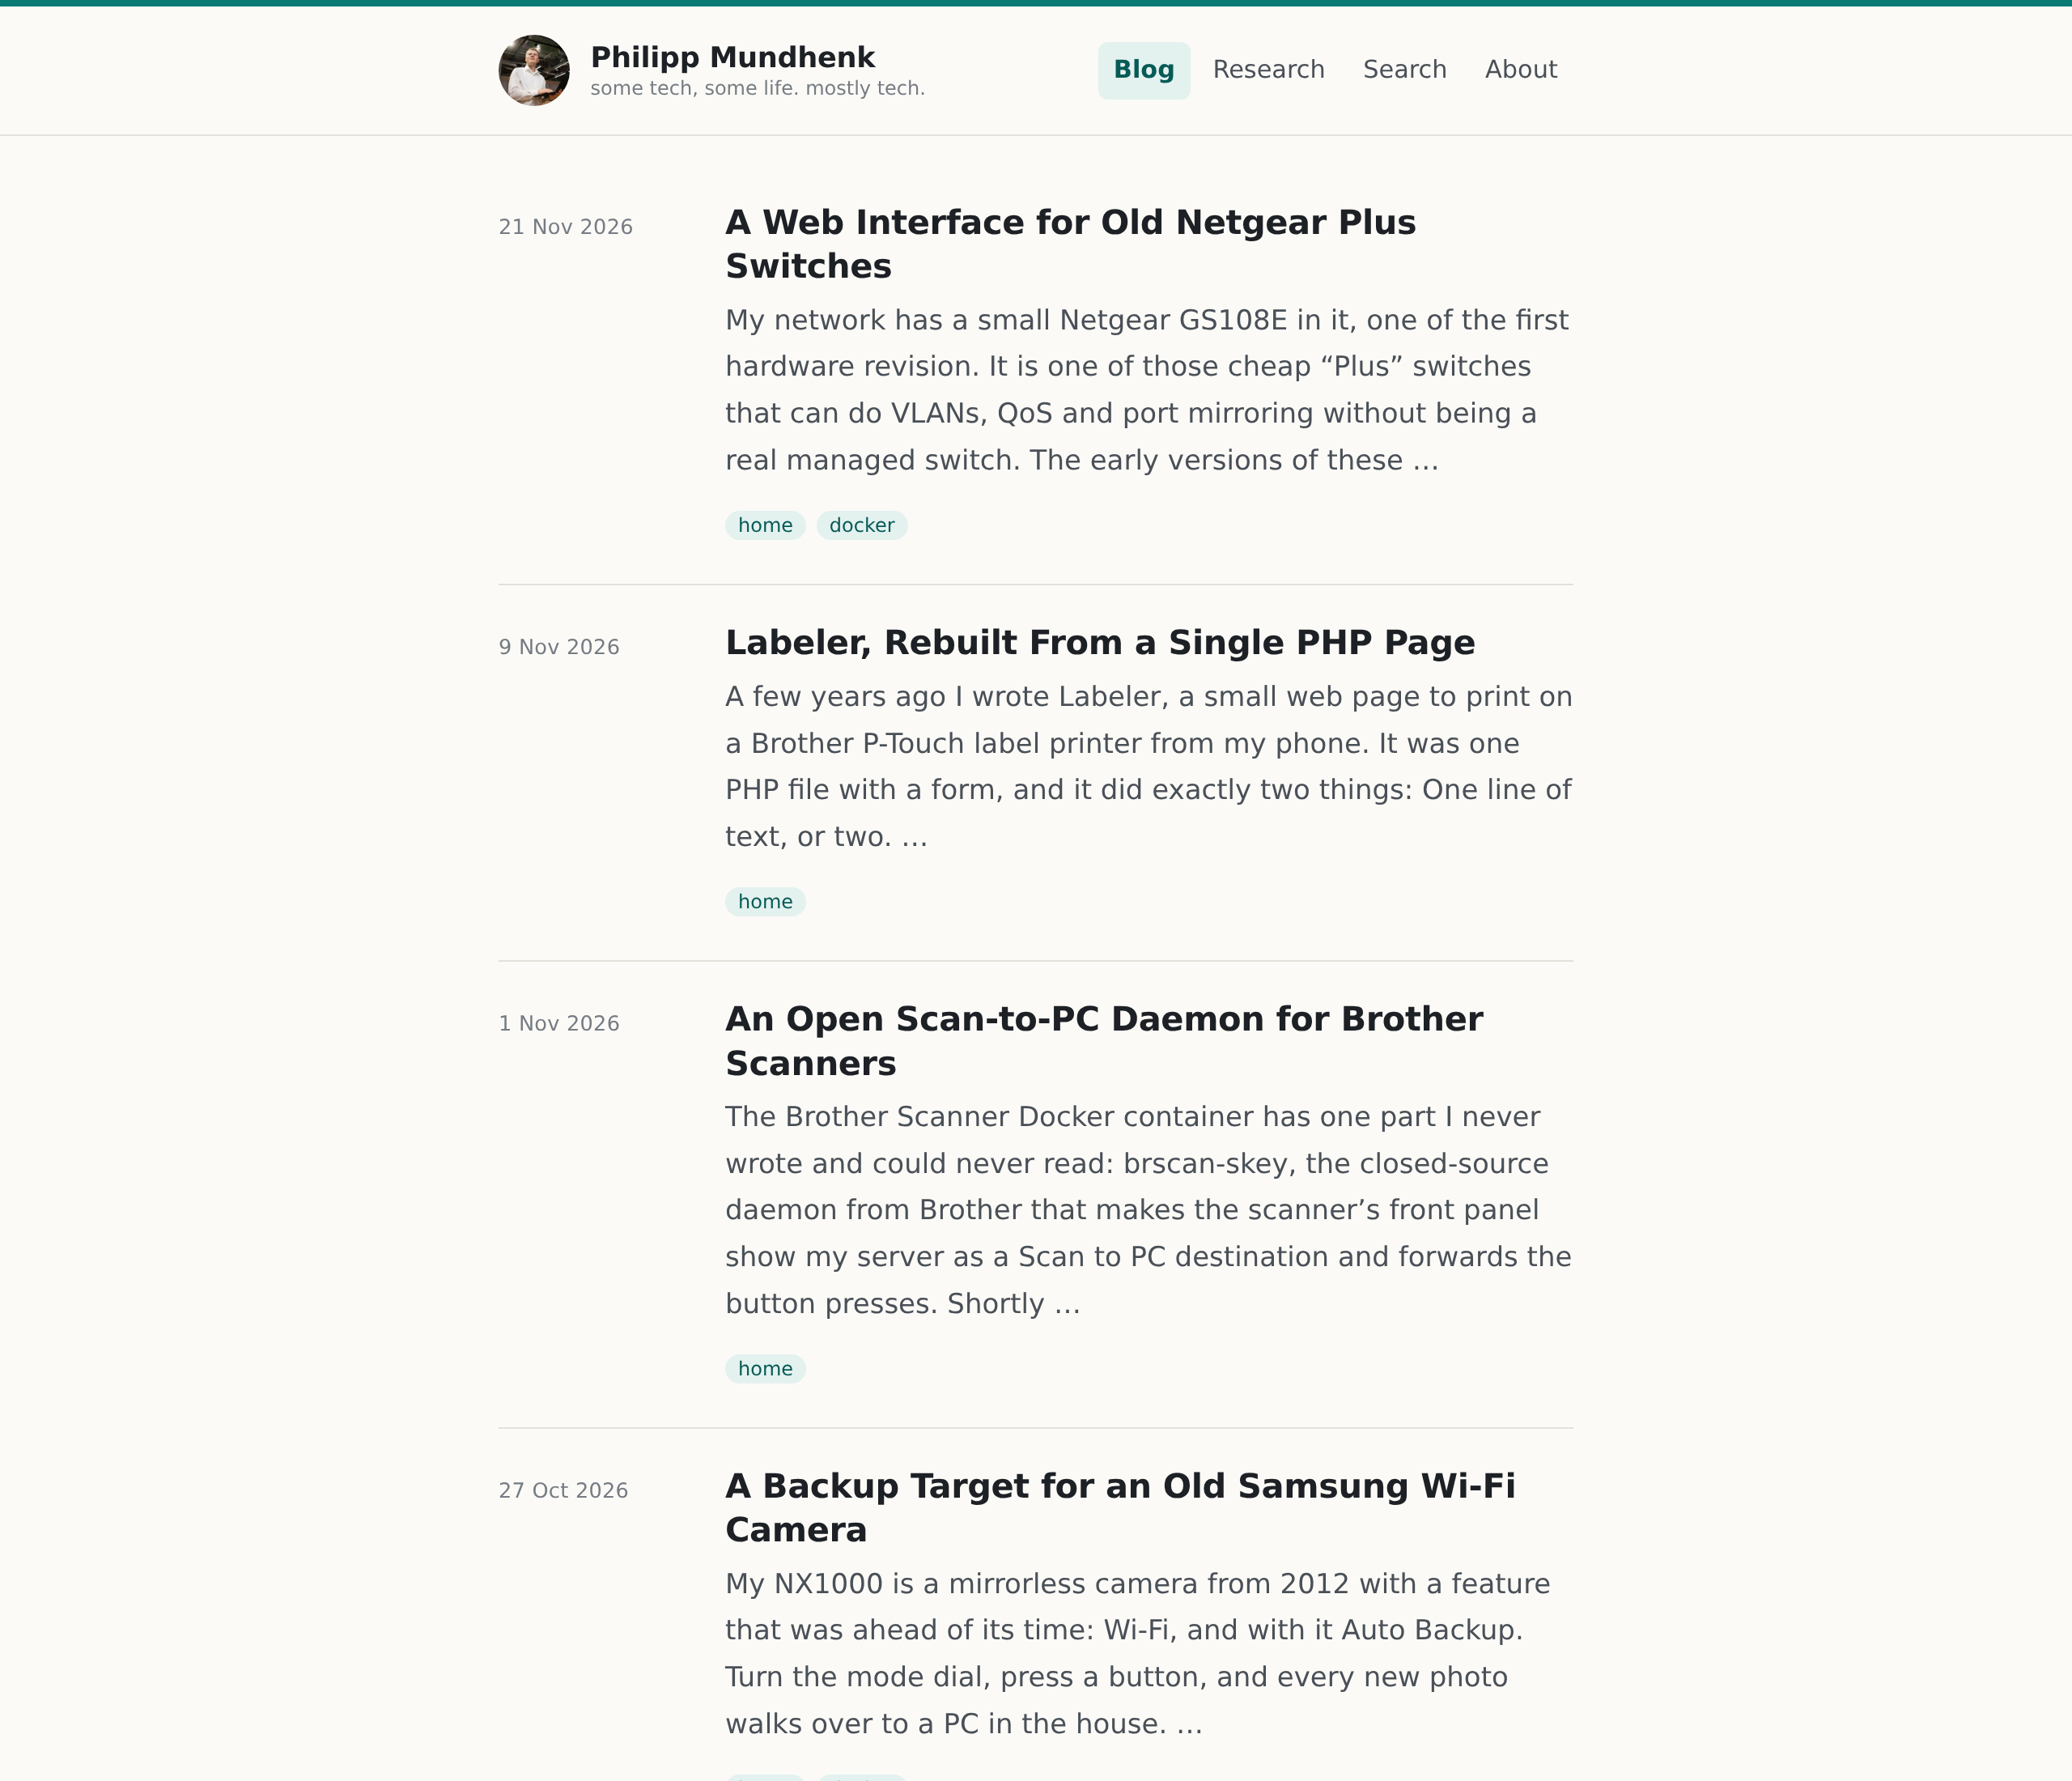 Philipp Mundhenk
some tech, some life. mostly tech.
Blog
Research
Search
About
21 Nov 2026
A Web Interface for Old Netgear Plus
Switches
My network has a small Netgear GS108E in it, one of the first
hardware revision. It is one of those cheap “Plus” switches
that can do VLANs, QoS and port mirroring without being a
real managed switch. The early versions of these …
home
docker
9 Nov 2026
Labeler, Rebuilt From a Single PHP Page
A few years ago I wrote Labeler, a small web page to print on
a Brother P-Touch label printer from my phone. It was one
PHP file with a form, and it did exactly two things: One line of
text, or two. …
home
1 Nov 2026
An Open Scan-to-PC Daemon for Brother
Scanners
The Brother Scanner Docker container has one part I never
wrote and could never read: brscan-skey, the closed-source
daemon from Brother that makes the scanner’s front panel
show my server as a Scan to PC destination and forwards the
button presses. Shortly …
home
27 Oct 2026
A Backup Target for an Old Samsung Wi-Fi
Camera
My NX1000 is a mirrorless camera from 2012 with a feature
that was ahead of its time: Wi-Fi, and with it Auto Backup.
Turn the mode dial, press a button, and every new photo
walks over to a PC in the house. …